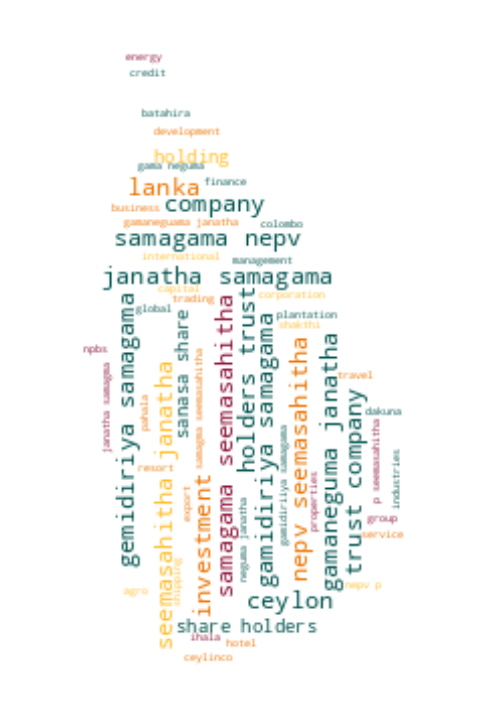 energy
credit
batahira
development
holding
gama neguma
finance
lanka
business
company
gamaneguama janatha
colombo
samagama nepv
international
management
janatha samagama
capital
trading
corporation
global
plantation
shakthi
gemidiriya samagama
sanasa share
samagama seemasahitha
holders trust
gamidiriya samagama
nepv seemasahitha
gamaneguma janatha
npbs
janatha samagma
pahala
seemasahitha janatha
samagma seemasahitha
travel
trust company
dakuna
p seemasahitha
industries
resort
export
investment
neguma janatha
gamidiriiya samagama
properties
group
service
agro
shipping
nepv p
ceylon
share holders
ihala
hotel
ceylinco